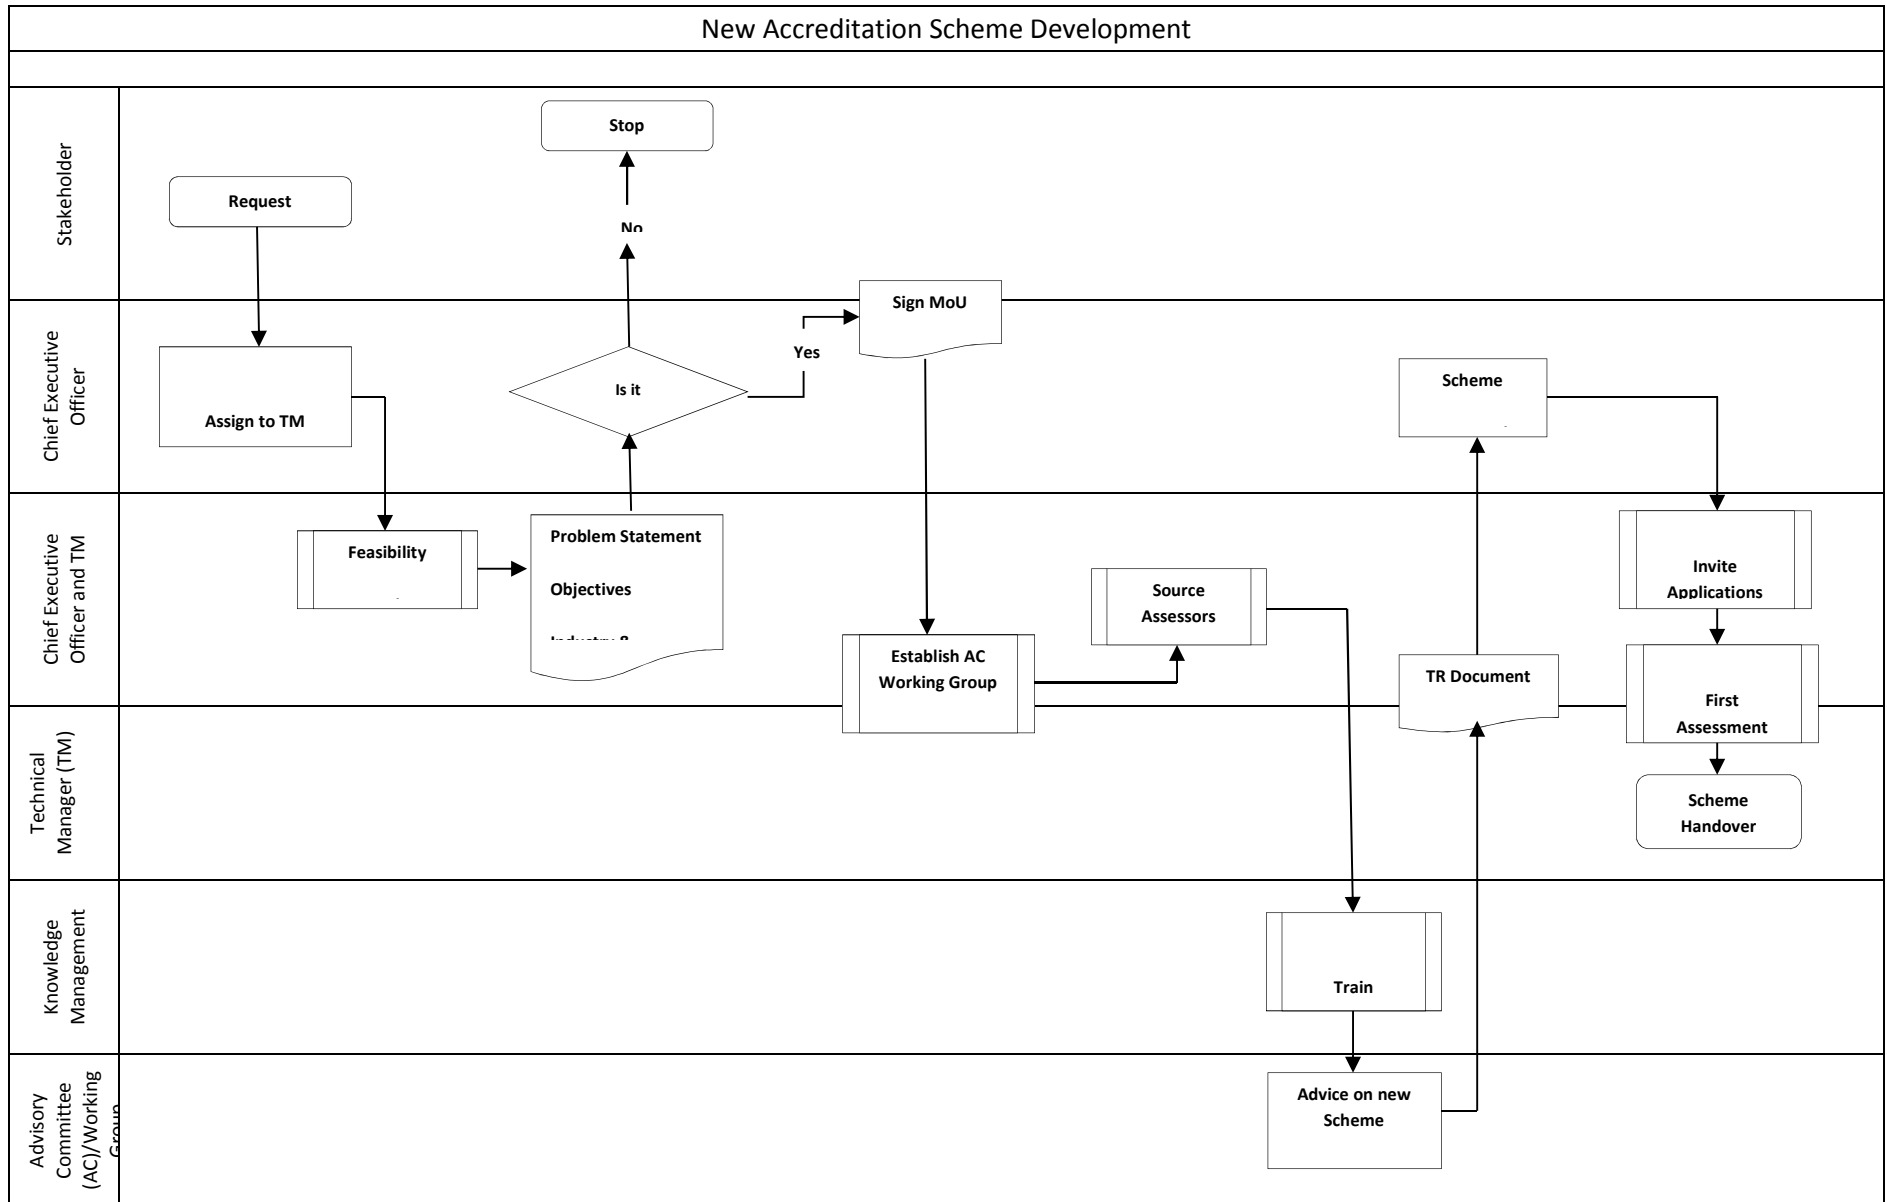 New Accreditation Scheme Development
Stakeholder
Stop
Request
No
Chief Executive
Officer
Assign to TM
Is it
Yes
Sign MoU
Scheme
Chief Executive
Officer and TM
Feasibility
Problem Statement
Objectives
Establish AC
Working Group
Source
Assessors
TR Document
Invite
Applications
First
Assessment
Technical
Manager (TM)
Scheme
Handover
Knowledge
Management
Train
Advisory
Committee
(AC)/Working
Group
Advice on new
Scheme